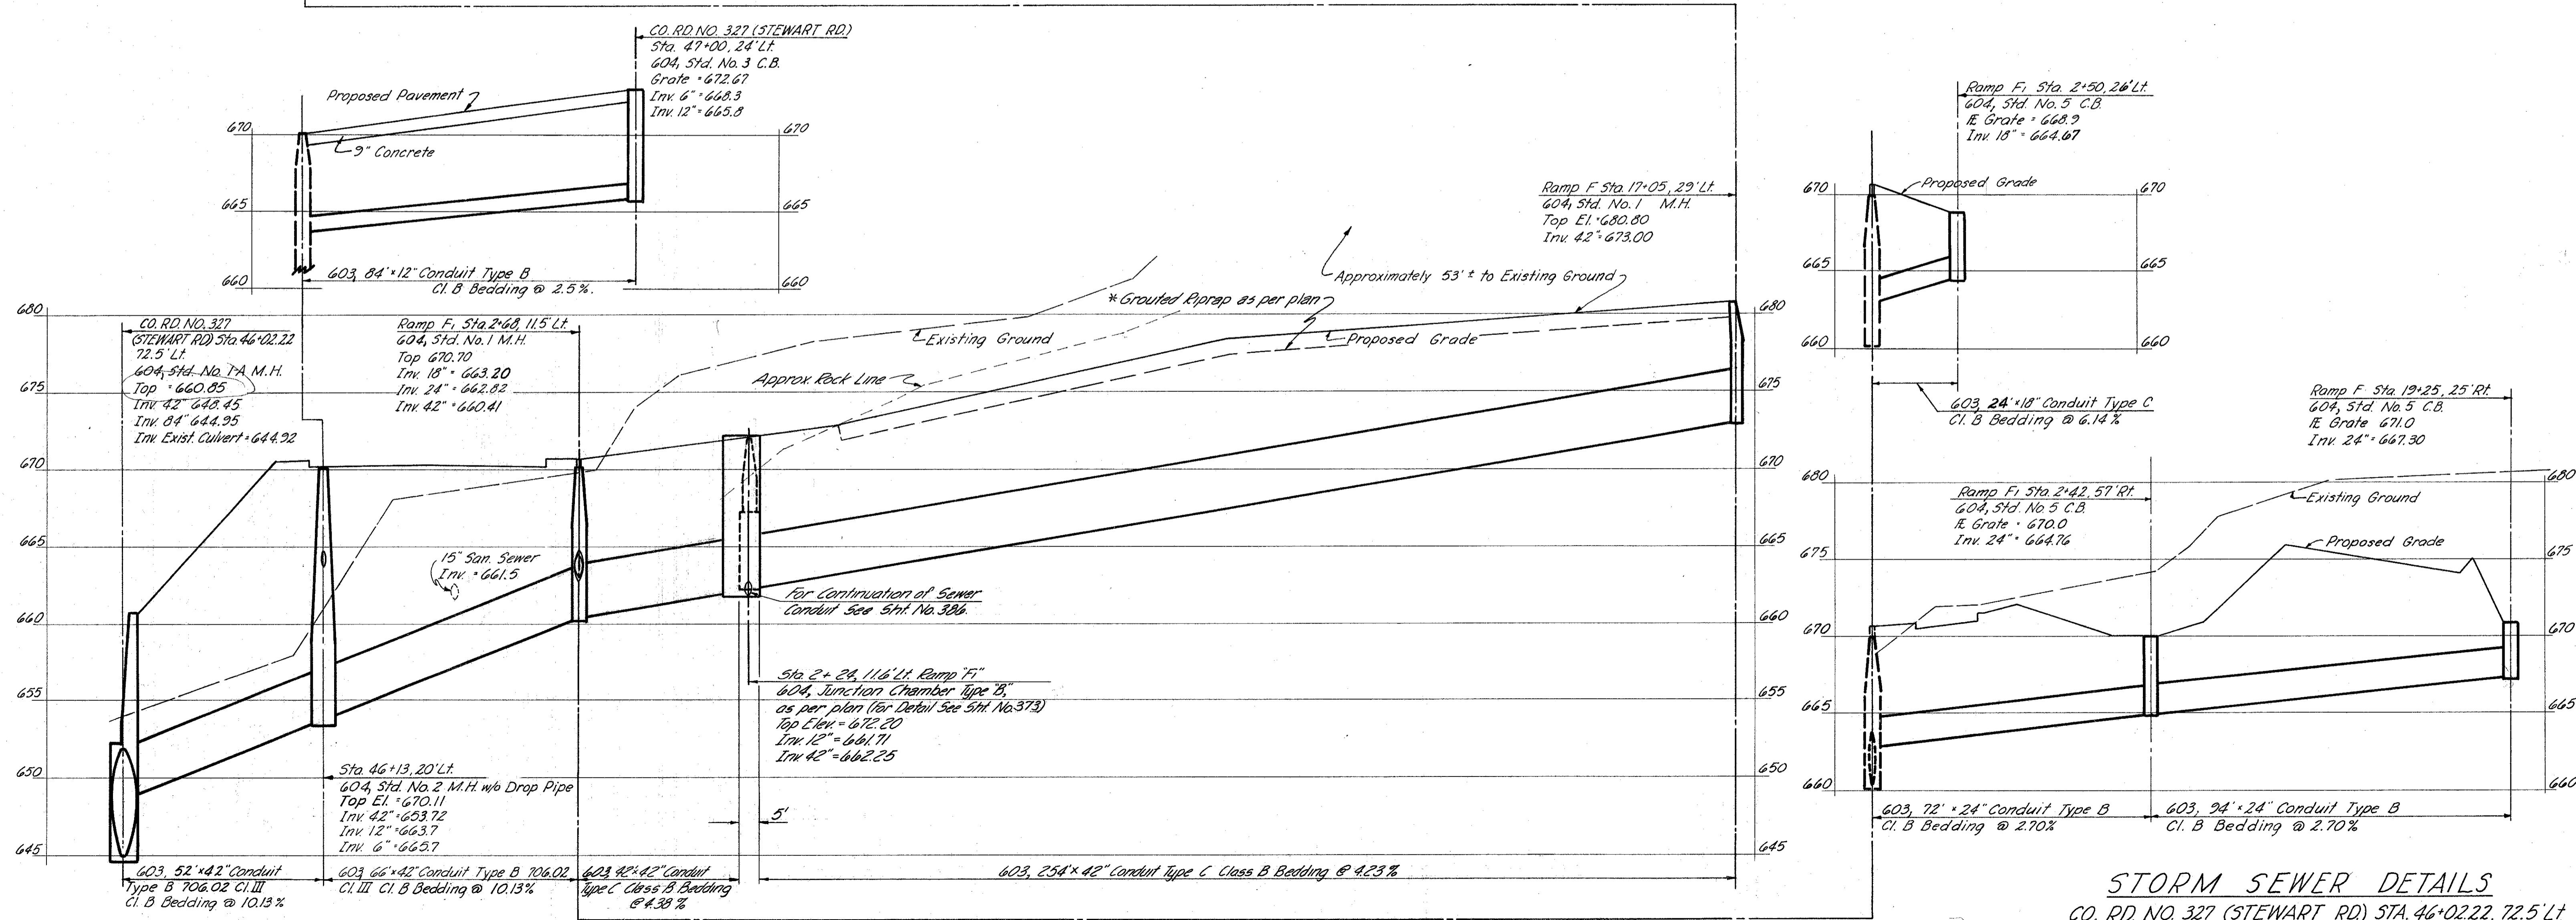 CO. RD. NO. 327 (STEWART RD.)
Sta. 47+00, 24' Lt.
604, Std. No. 3 C.B.
Grate = 672.67
Inv. 6" = 668.3
Inv. 12" = 665.8
Proposed Pavement
9" Concrete
670
670
665
665
660
660
603, 84' x 12" Conduit Type B
Cl. B Bedding @ 2.5%.
Ramp F1 Sta. 2+50, 26' Lt.
604, Std. No. 5 C.B.
Grate = 668.9
Inv. 18" = 664.67
Proposed Grade
670
670
665
665
660
660
603, 24' x 18" Conduit Type C
Cl. B Bedding @ 6.14%
Ramp F Sta. 17+05, 29' Lt.
604, Std. No. 1 M.H.
Top El. = 680.80
Inv. 42" = 673.00
Approximately 53' ± to Existing Ground
* Grouted Riprap as per plan
Existing Ground
Proposed Grade
Approx. Rock Line
680
675
670
665
660
655
650
645
680
675
670
665
660
655
650
645
CO. RD. NO. 327
(STEWART RD.) Sta. 46+02.22
72.5' Lt.
604, Std. No. 1-A M.H.
Top = 660.85
Inv. 42" 648.45
Inv. 84" 644.95
Inv. Exist. Culvert = 644.92
Ramp F1 Sta. 2+68, 11.5' Lt.
604, Std. No. 1 M.H.
Top 670.70
Inv. 18" = 663.20
Inv. 24" = 662.82
Inv. 42" = 660.41
15" San. Sewer
Inv. = 661.5
For Continuation of Sewer
Conduit See Sht. No. 386.
Sta. 2+24, 11.6' Lt. Ramp "F1"
604, Junction Chamber Type "B",
as per plan (For Detail See Sht. No. 373)
Top Elev. = 672.20
Inv. 12" = 661.71
Inv. 42" = 662.25
5'
Sta. 46+13, 20' Lt.
604, Std. No. 2 M.H. w/o Drop Pipe
Top El. = 670.11
Inv. 42" = 653.72
Inv. 12" = 663.7
Inv. 6" = 665.7
603, 52' x 42" Conduit
Type B 706.02 Cl. III
Cl. B Bedding @ 10.13%
603, 66' x 42" Conduit Type B 706.02
Cl. III Cl. B Bedding @ 10.13%
603, 42' x 42" Conduit
Type C Class B Bedding
@ 4.38%
603, 254' x 42" Conduit Type C Class B Bedding @ 4.23%
Ramp F Sta. 19+25, 25' Rt.
604, Std. No. 5 C.B.
Grate 671.0
Inv. 24" = 667.30
Ramp F1 Sta. 2+42, 57' Rt.
604, Std. No. 5 C.B.
Grate = 670.0
Inv. 24" = 664.76
Existing Ground
Proposed Grade
680
675
670
665
660
680
675
670
665
660
603, 72' x 24" Conduit Type B
Cl. B Bedding @ 2.70%
603, 94' x 24" Conduit Type B
Cl. B Bedding @ 2.70%
STORM SEWER DETAILS
CO. RD. NO. 327 (STEWART RD.) STA. 46+02.22, 72.5' Lt.